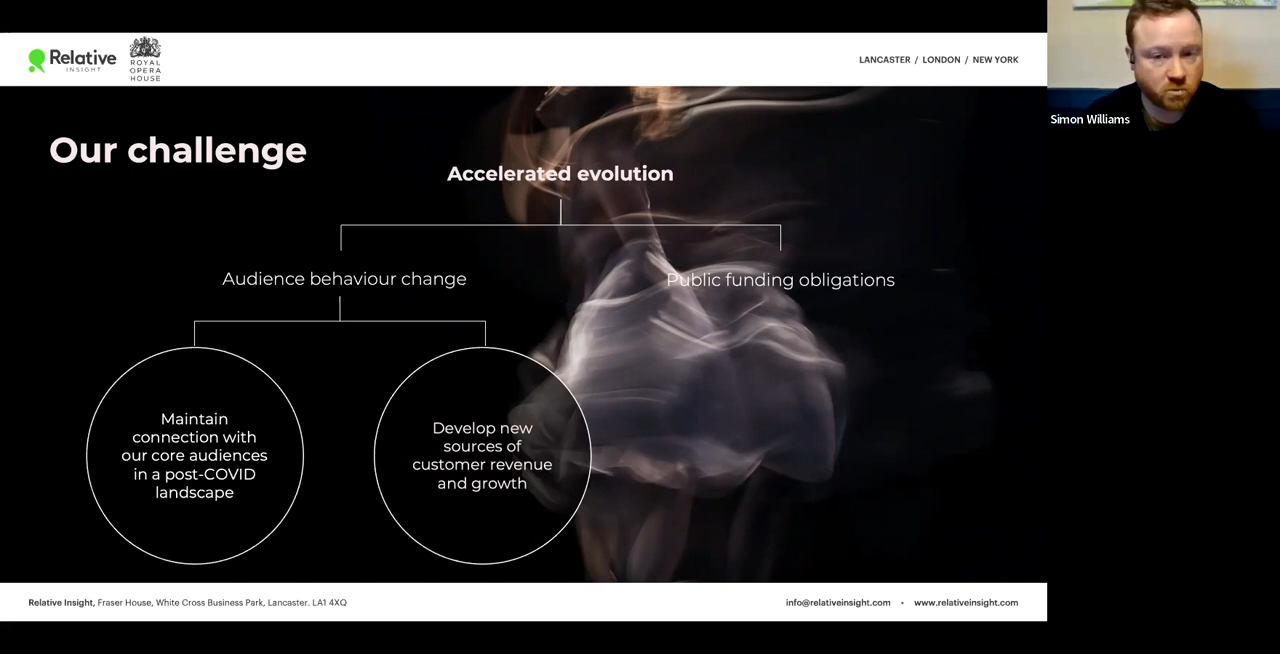 Relative
INSIGHT
ROYAL
OPERA
HOUSE
LANCASTER / LONDON / NEW YORK
Simon Williams
Our challenge
Accelerated evolution
Audience behaviour change
Public funding obligations
Maintain
connection with
our core audiences
in a post-COVID
landscape
Develop new
sources of
customer revenue
and growth
Relative Insight, Fraser House, White Cross Business Park, Lancaster. LA1 4XQ
info@relativeinsight.com • www.relativeinsight.com